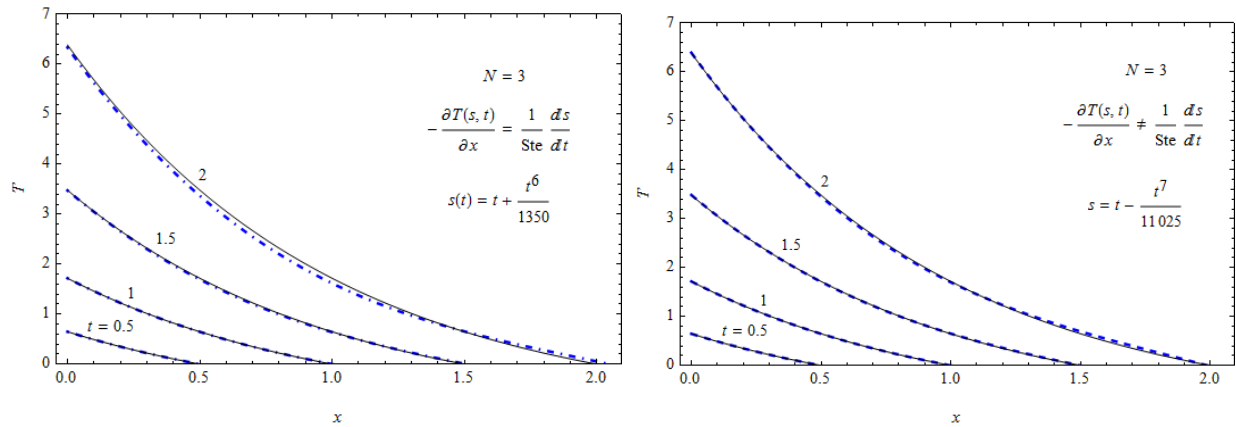 7
6
5
4
3
2
1
0
T
0.0 0.5 1.0 1.5 2.0
x
N = 3
-∂T(s, t)/∂x = 1/Ste ⅆs/ⅆt
s(t) = t + t^6/1350
2
1.5
1
t = 0.5
7
6
5
4
3
2
1
0
T
0.0 0.5 1.0 1.5 2.0
x
N = 3
-∂T(s, t)/∂x ≠ 1/Ste ⅆs/ⅆt
s = t - t^7/11025
2
1.5
1
t = 0.5